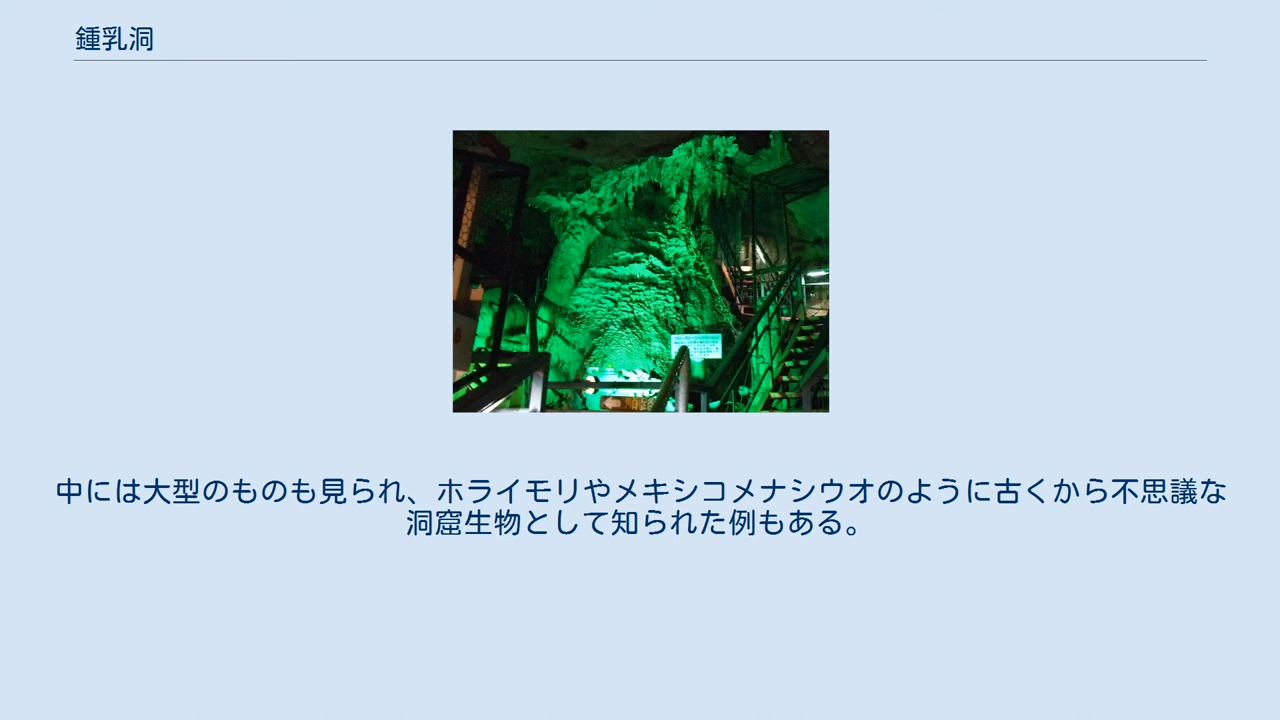 鍾乳洞
中には大型のものも見られ、ホライモリやメキシコメナシウオのように古くから不思議な
洞窟生物として知られた例もある。